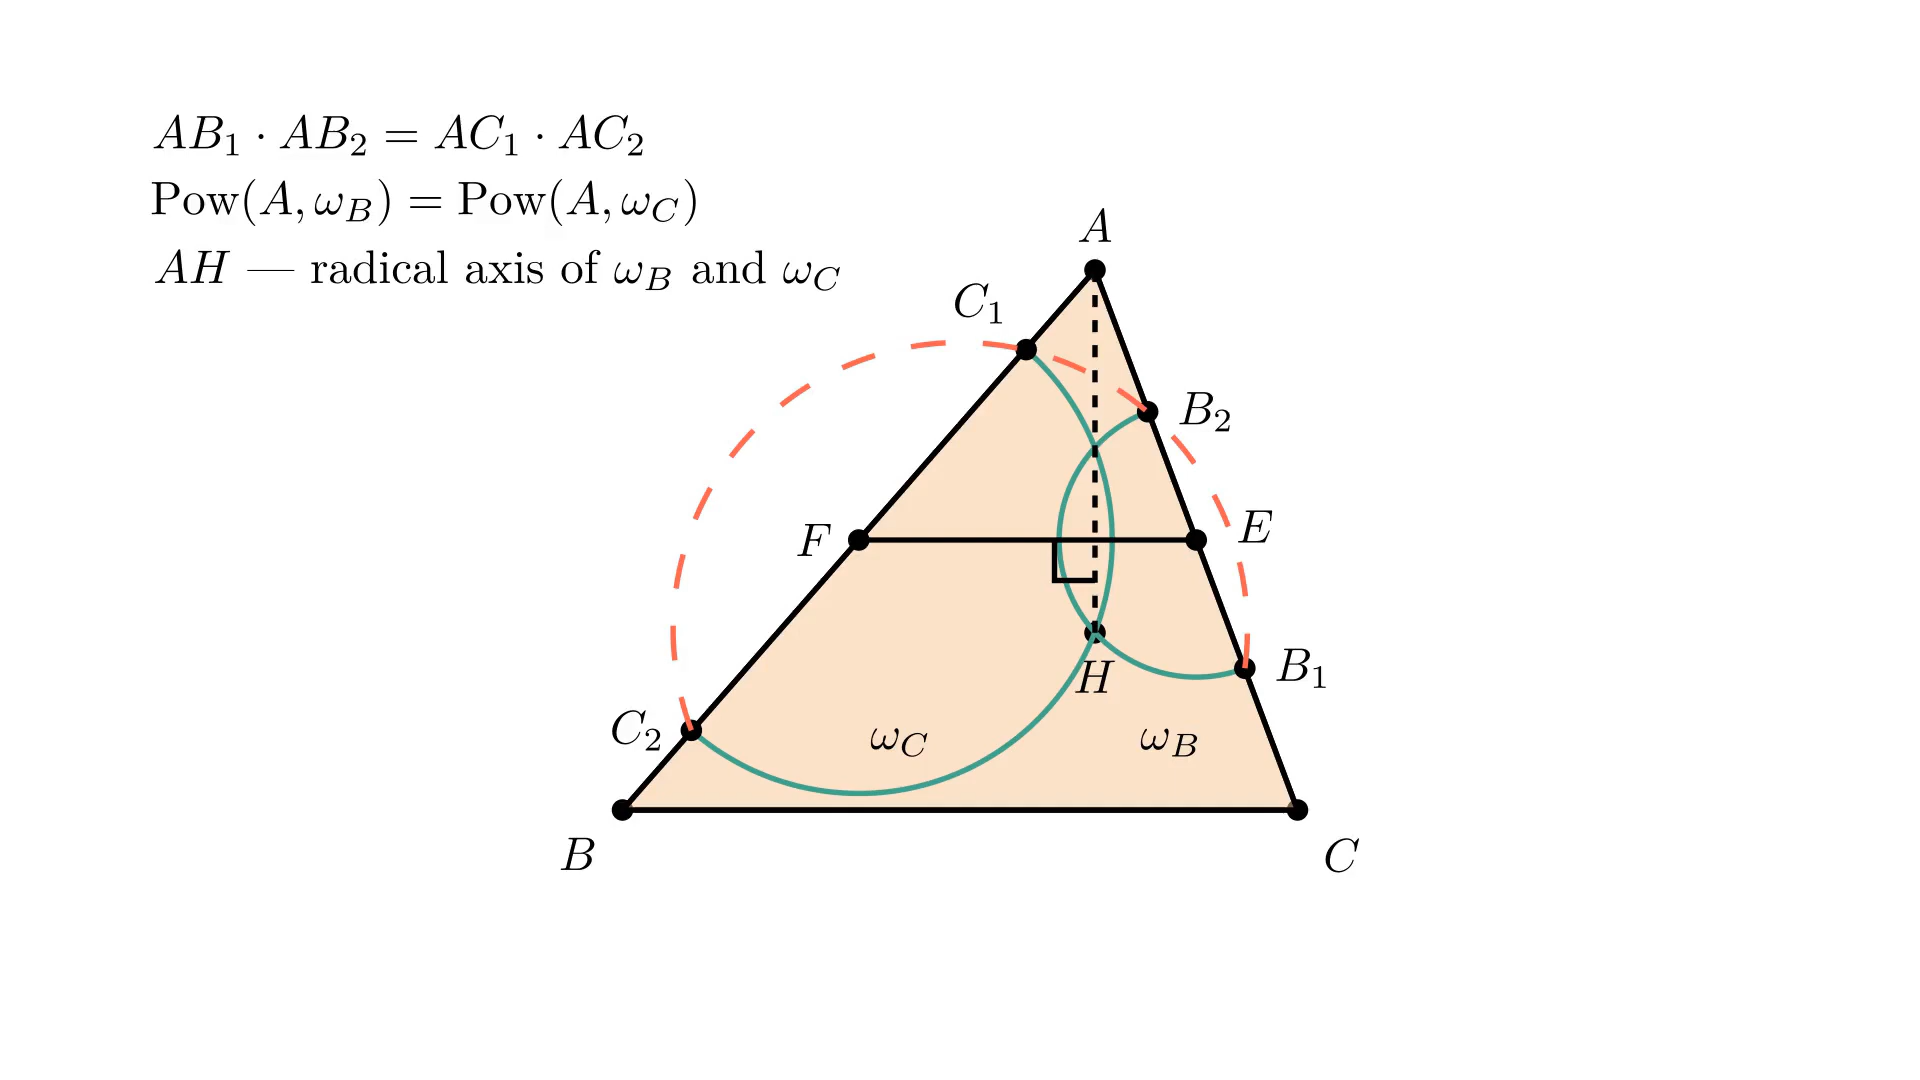 AB₁ · AB₂ = AC₁ · AC₂
Pow(A, ω_B) = Pow(A, ω_C)
AH — radical axis of ω_B and ω_C
A
C₁
B₂
F
E
B₁
H
C₂
ω_C
ω_B
B
C